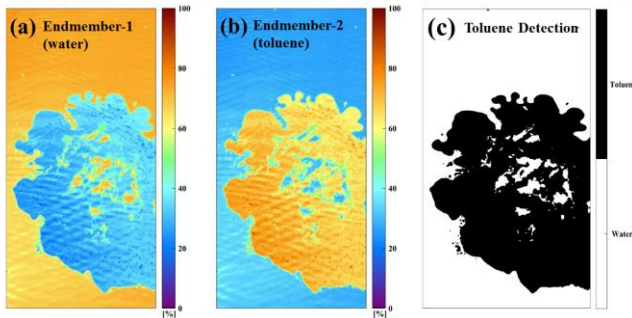 (a) Endmember-1
(water)
100
80
60
40
20
0
[%]
(b) Endmember-2
(toluene)
100
80
60
40
20
0
[%]
(c) Toluene Detection
Toluene
Water